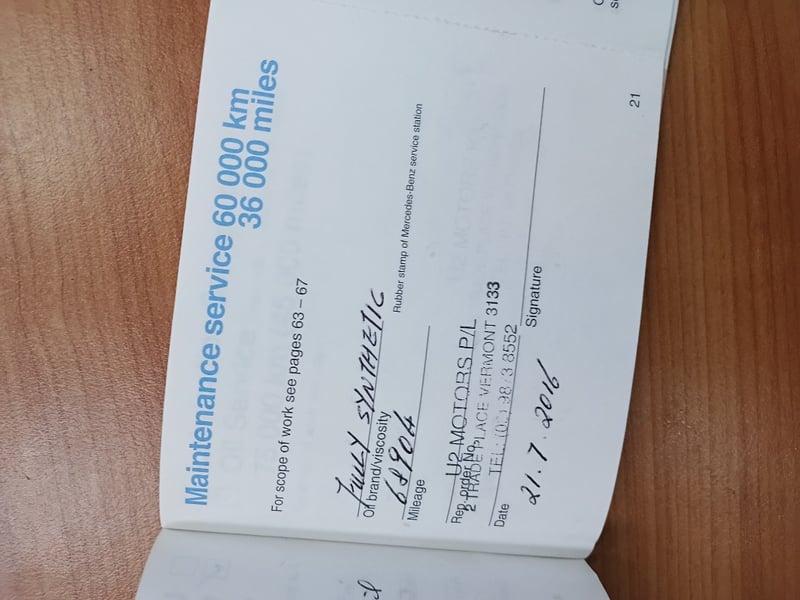 Maintenance service 60 000 km
36 000 miles
For scope of work see pages 63 – 67
FULLY SYNTHETIC
Oil brand/viscosity
68904
Mileage
Rubber stamp of Mercedes-Benz service station
U2 MOTORS P/L
Rep. order No.
2 TRADE PLACE VERMONT 3133
TEL: 8552
Date
21.7.2016
Signature
21